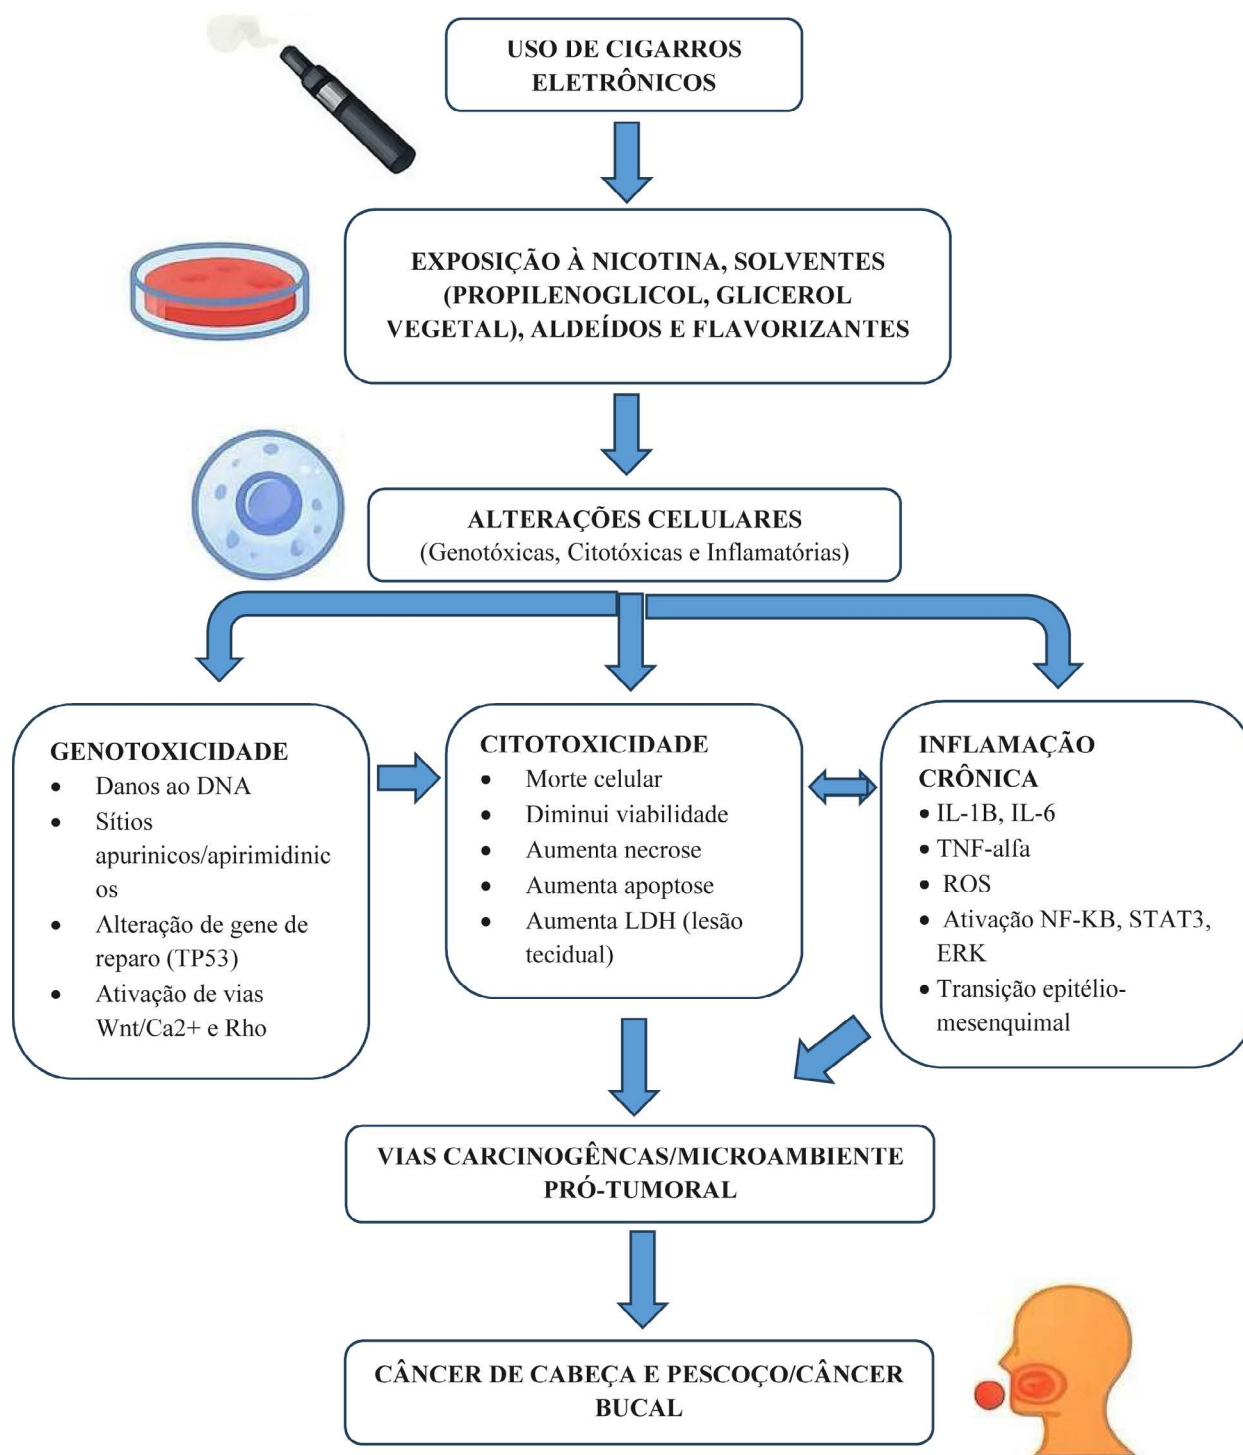 USO DE CIGARROS
ELETRÔNICOS
EXPOSIÇÃO À NICOTINA, SOLVENTES
(PROPILENOGLICOL, GLICEROL
VEGETAL), ALDEÍDOS E FLAVORIZANTES
ALTERAÇÕES CELULARES
(Genotóxicas, Citotóxicas e Inflamatórias)
GENOTOXICIDADE
• Danos ao DNA
• Sítios
apurinicos/apirimidinic
os
• Alteração de gene de
reparo (TP53)
• Ativação de vias
Wnt/Ca2+ e Rho
CITOTOXICIDADE
• Morte celular
• Diminui viabilidade
• Aumenta necrose
• Aumenta apoptose
• Aumenta LDH (lesão
tecidual)
INFLAMAÇÃO
CRÔNICA
• IL-1B, IL-6
• TNF-alfa
• ROS
• Ativação NF-KB, STAT3,
ERK
• Transição epitélio-
mesenquimal
VIAS CARCINOGÊNCAS/MICROAMBIENTE
PRÓ-TUMORAL
CÂNCER DE CABEÇA E PESCOÇO/CÂNCER
BUCAL